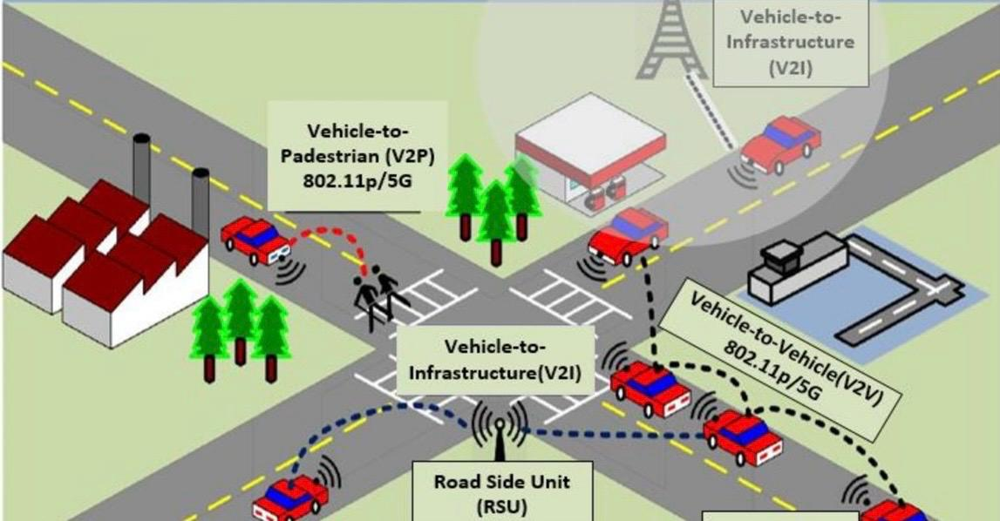 Vehicle-to-
Infrastructure
(V2I)
Vehicle-to-
Padestrian (V2P)
802.11p/5G
Vehicle-to-Vehicle(V2V)
802.11p/5G
Vehicle-to-
Infrastructure(V2I)
Road Side Unit
(RSU)